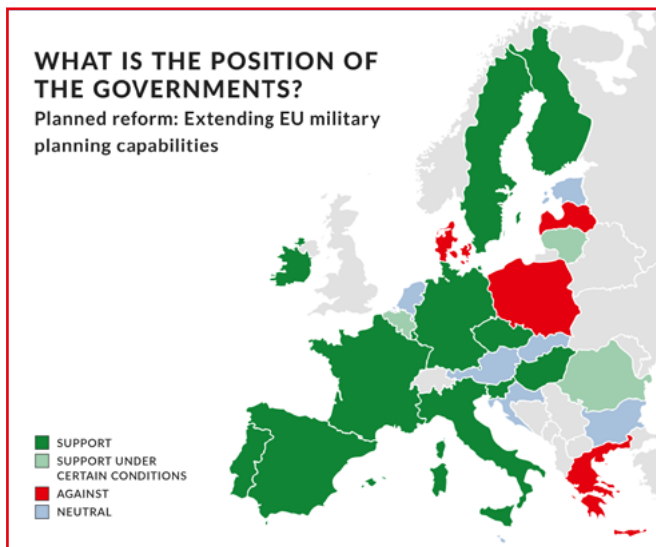 WHAT IS THE POSITION OF
THE GOVERNMENTS?
Planned reform: Extending EU military
planning capabilities
SUPPORT
SUPPORT UNDER
CERTAIN CONDITIONS
AGAINST
NEUTRAL